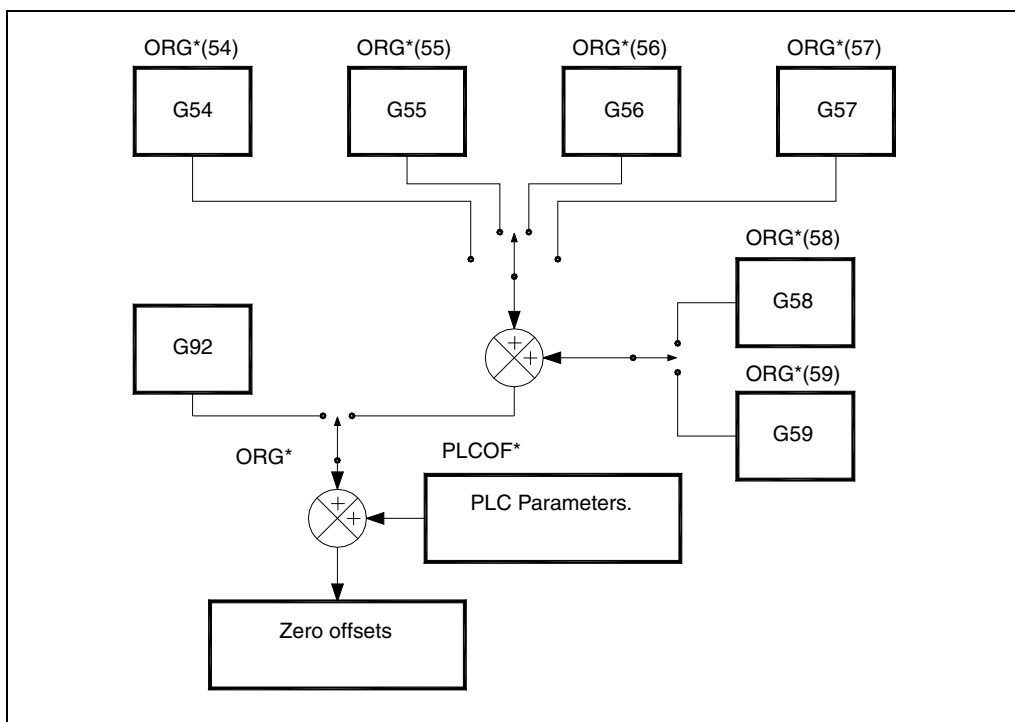 ORG*(54) ORG*(55) ORG*(56) ORG*(57)
G54 G55 G56 G57
ORG*(58)
G58
G92
+
+
ORG*(59)
G59
ORG*
PLCOF*
PLC Parameters.
+
+
Zero offsets